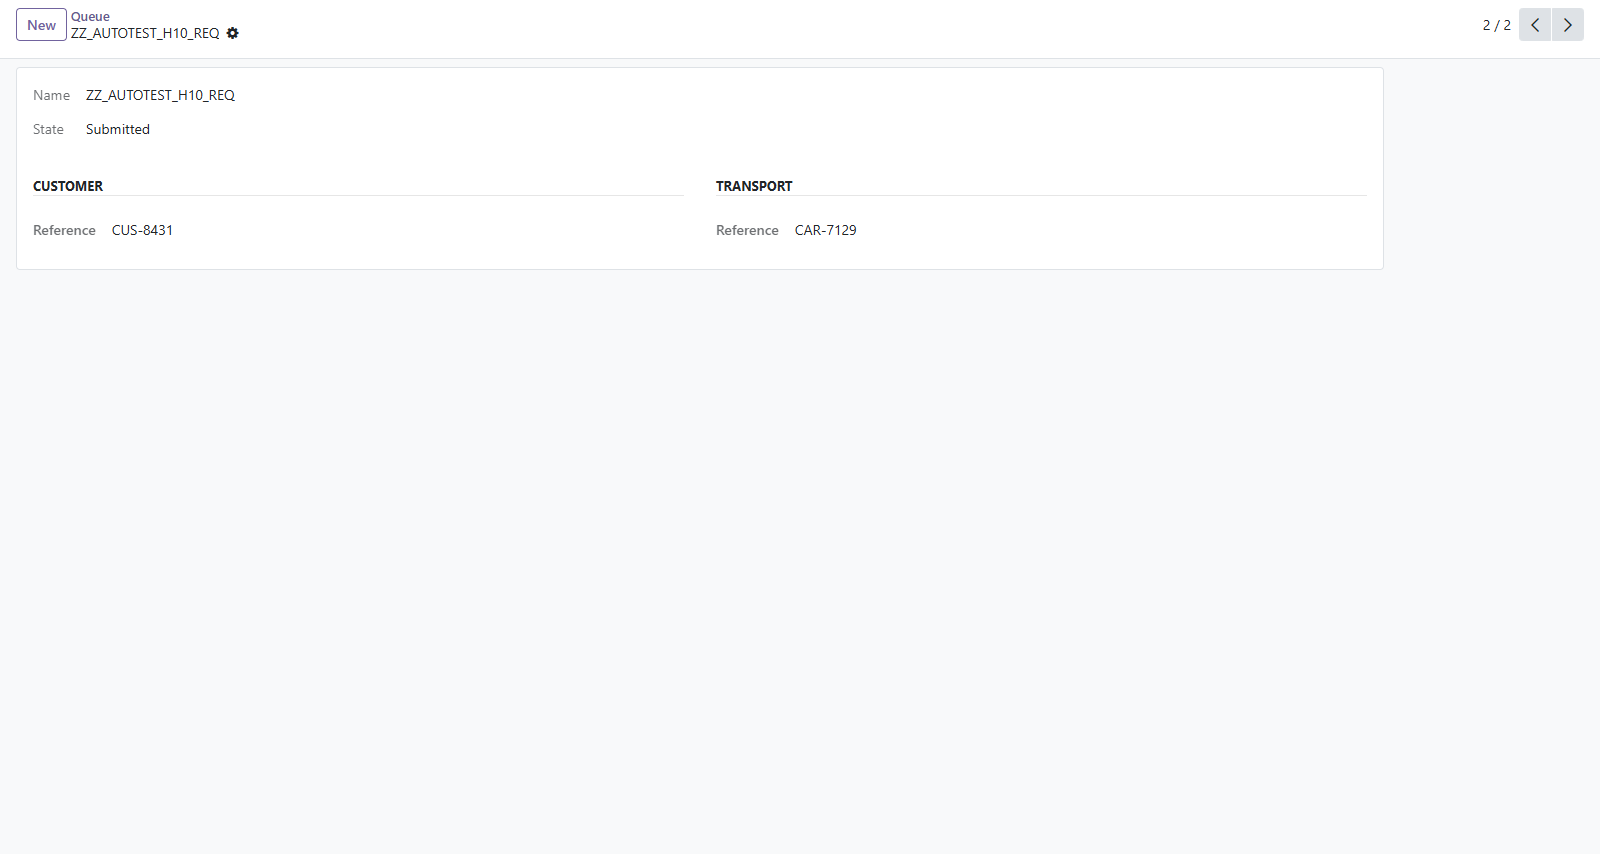 New
Queue
ZZ_AUTOTEST_H10_REQ
2 / 2
Name ZZ_AUTOTEST_H10_REQ
State Submitted
CUSTOMER
Reference CUS-8431
TRANSPORT
Reference CAR-7129